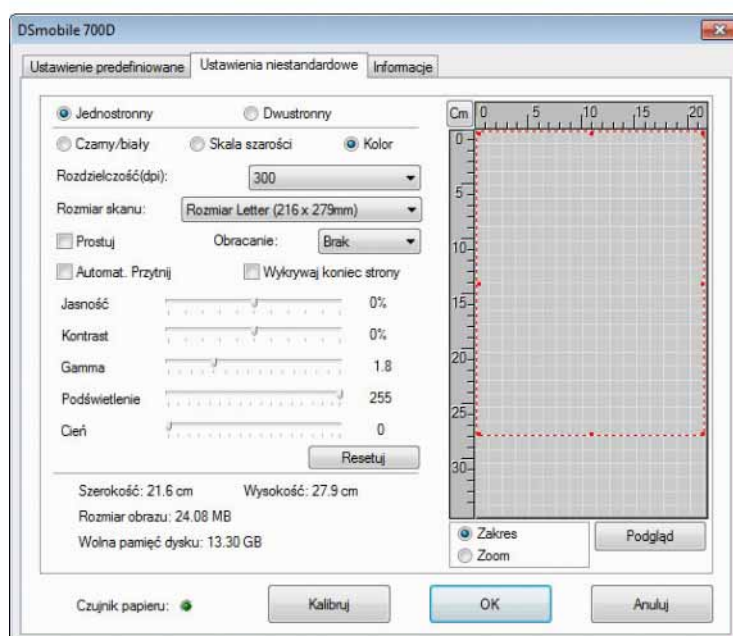 DSmobile 700D
Ustawienie predefiniowane Ustawienia niestandardowe Informacje
Jednostronny Dwustronny
Czarny/biały Skala szarości Kolor
Rozdzielczość(dpi): 300
Rozmiar skanu: Rozmiar Letter (216 x 279mm)
Prostuj Obracanie: Brak
Automat. Przytnij Wykrywaj koniec strony
Jasność 0%
Kontrast 0%
Gamma 1.8
Podświetlenie 255
Cień 0
Resetuj
Szerokość: 21.6 cm Wysokość: 27.9 cm
Rozmiar obrazu: 24.08 MB
Wolna pamięć dysku: 13.30 GB
Cm 0 5 10 15 20
0
5
10
15
20
25
30
Zakres
Zoom
Podgląd
Czujnik papieru: Kalibruj OK Anuluj